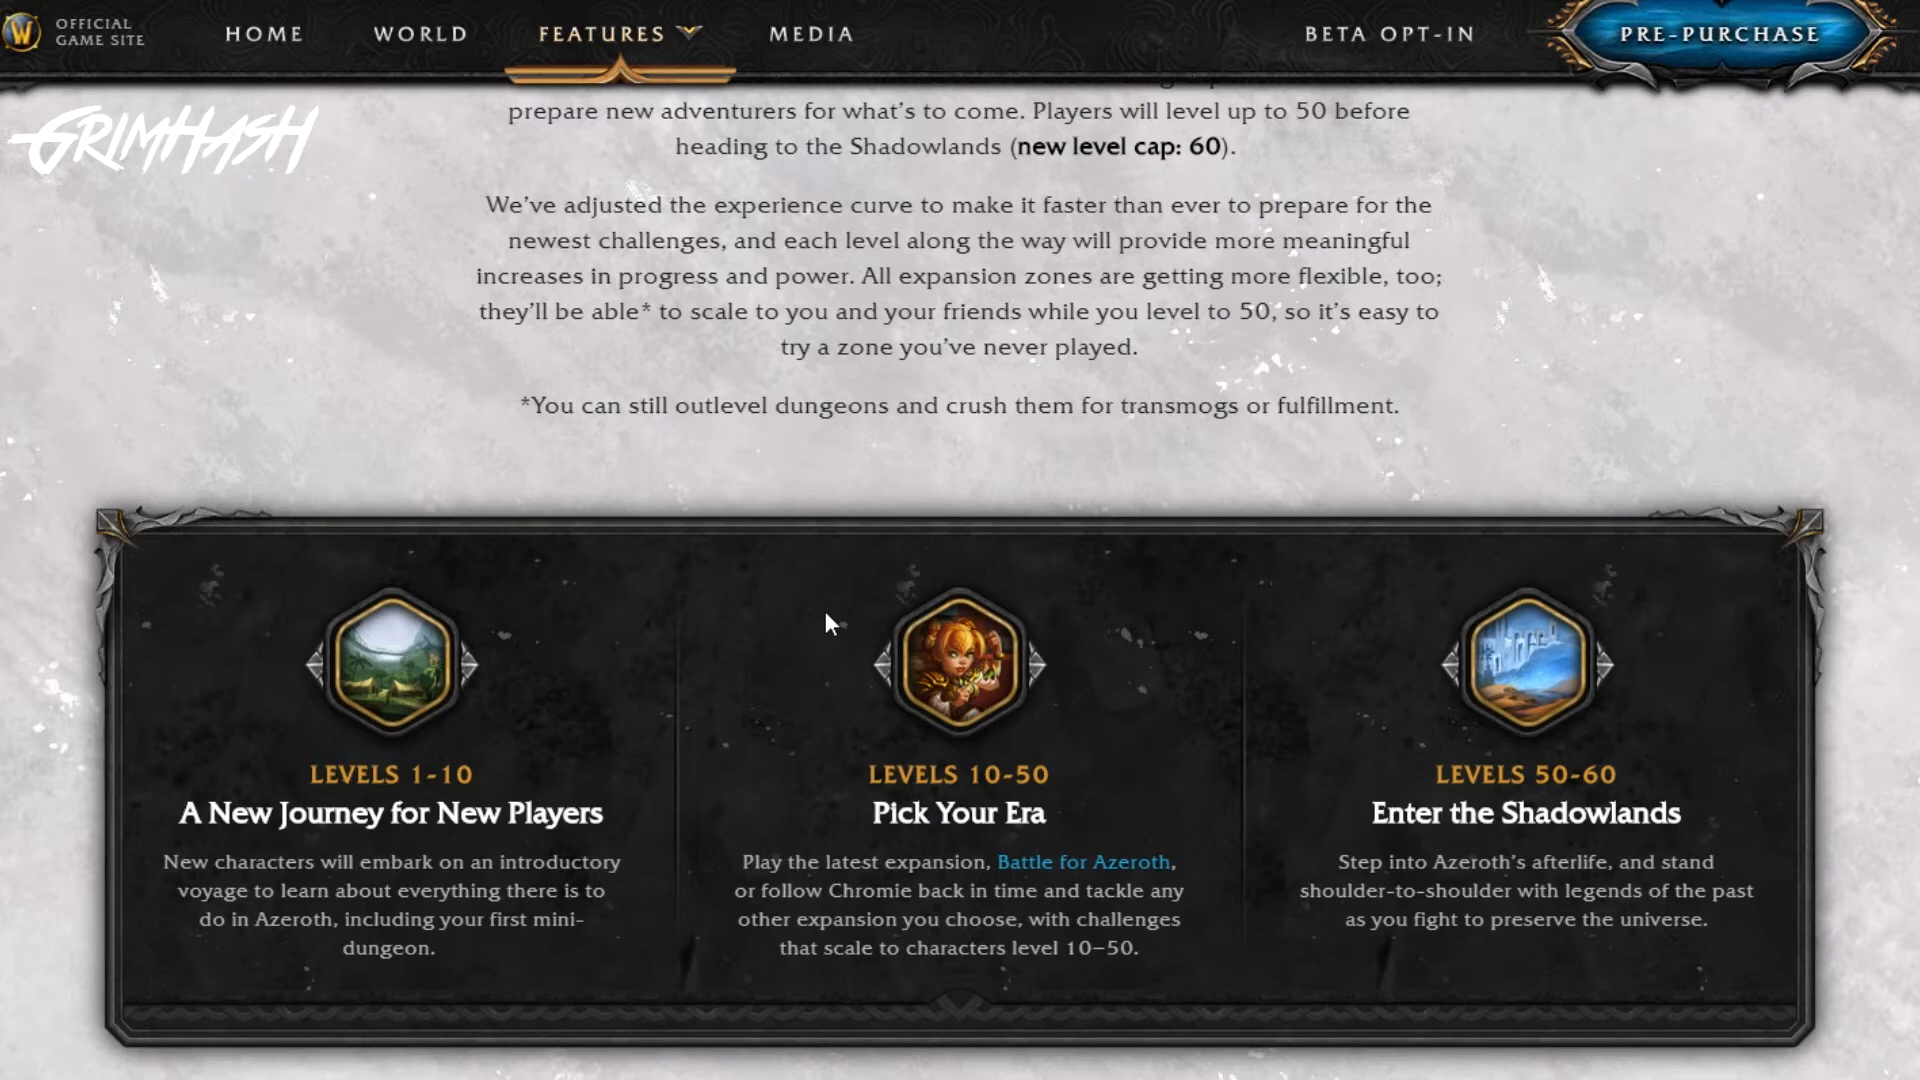 OFFICIAL
GAME SITE
HOME
WORLD
FEATURES
MEDIA
BETA OPT-IN
PRE-PURCHASE
GRIMHASH
prepare new adventurers for what's to come. Players will level up to 50 before
heading to the Shadowlands (new level cap: 60).
We've adjusted the experience curve to make it faster than ever to prepare for the
newest challenges, and each level along the way will provide more meaningful
increases in progress and power. All expansion zones are getting more flexible, too;
they'll be able* to scale to you and your friends while you level to 50, so it's easy to
try a zone you've never played.
*You can still outlevel dungeons and crush them for transmogs or fulfillment.
LEVELS 1-10
A New Journey for New Players
New characters will embark on an introductory
voyage to learn about everything there is to
do in Azeroth, including your first mini-
dungeon.
LEVELS 10-50
Pick Your Era
Play the latest expansion, Battle for Azeroth,
or follow Chromie back in time and tackle any
other expansion you choose, with challenges
that scale to characters level 10–50.
LEVELS 50-60
Enter the Shadowlands
Step into Azeroth's afterlife, and stand
shoulder-to-shoulder with legends of the past
as you fight to preserve the universe.